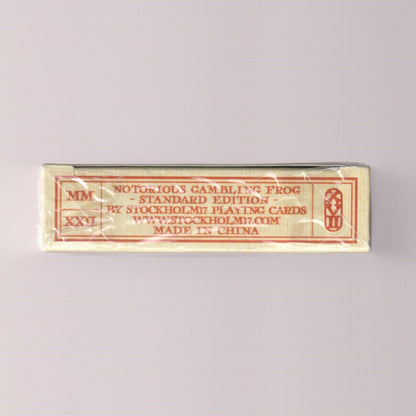 MM
XXII
NOTORIOUS GAMBLING FROG
- STANDARD EDITION -
BY STOCKHOLM17 PLAYING CARDS
WWW.STOCKHOLM17.COM
MADE IN CHINA